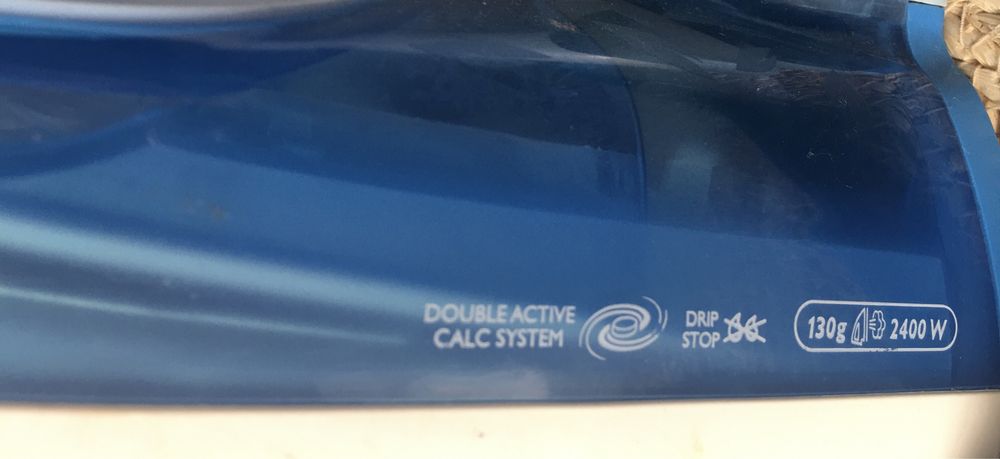 DOUBLE ACTIVE
CALC SYSTEM
DRIP
STOP
130g 2400 W